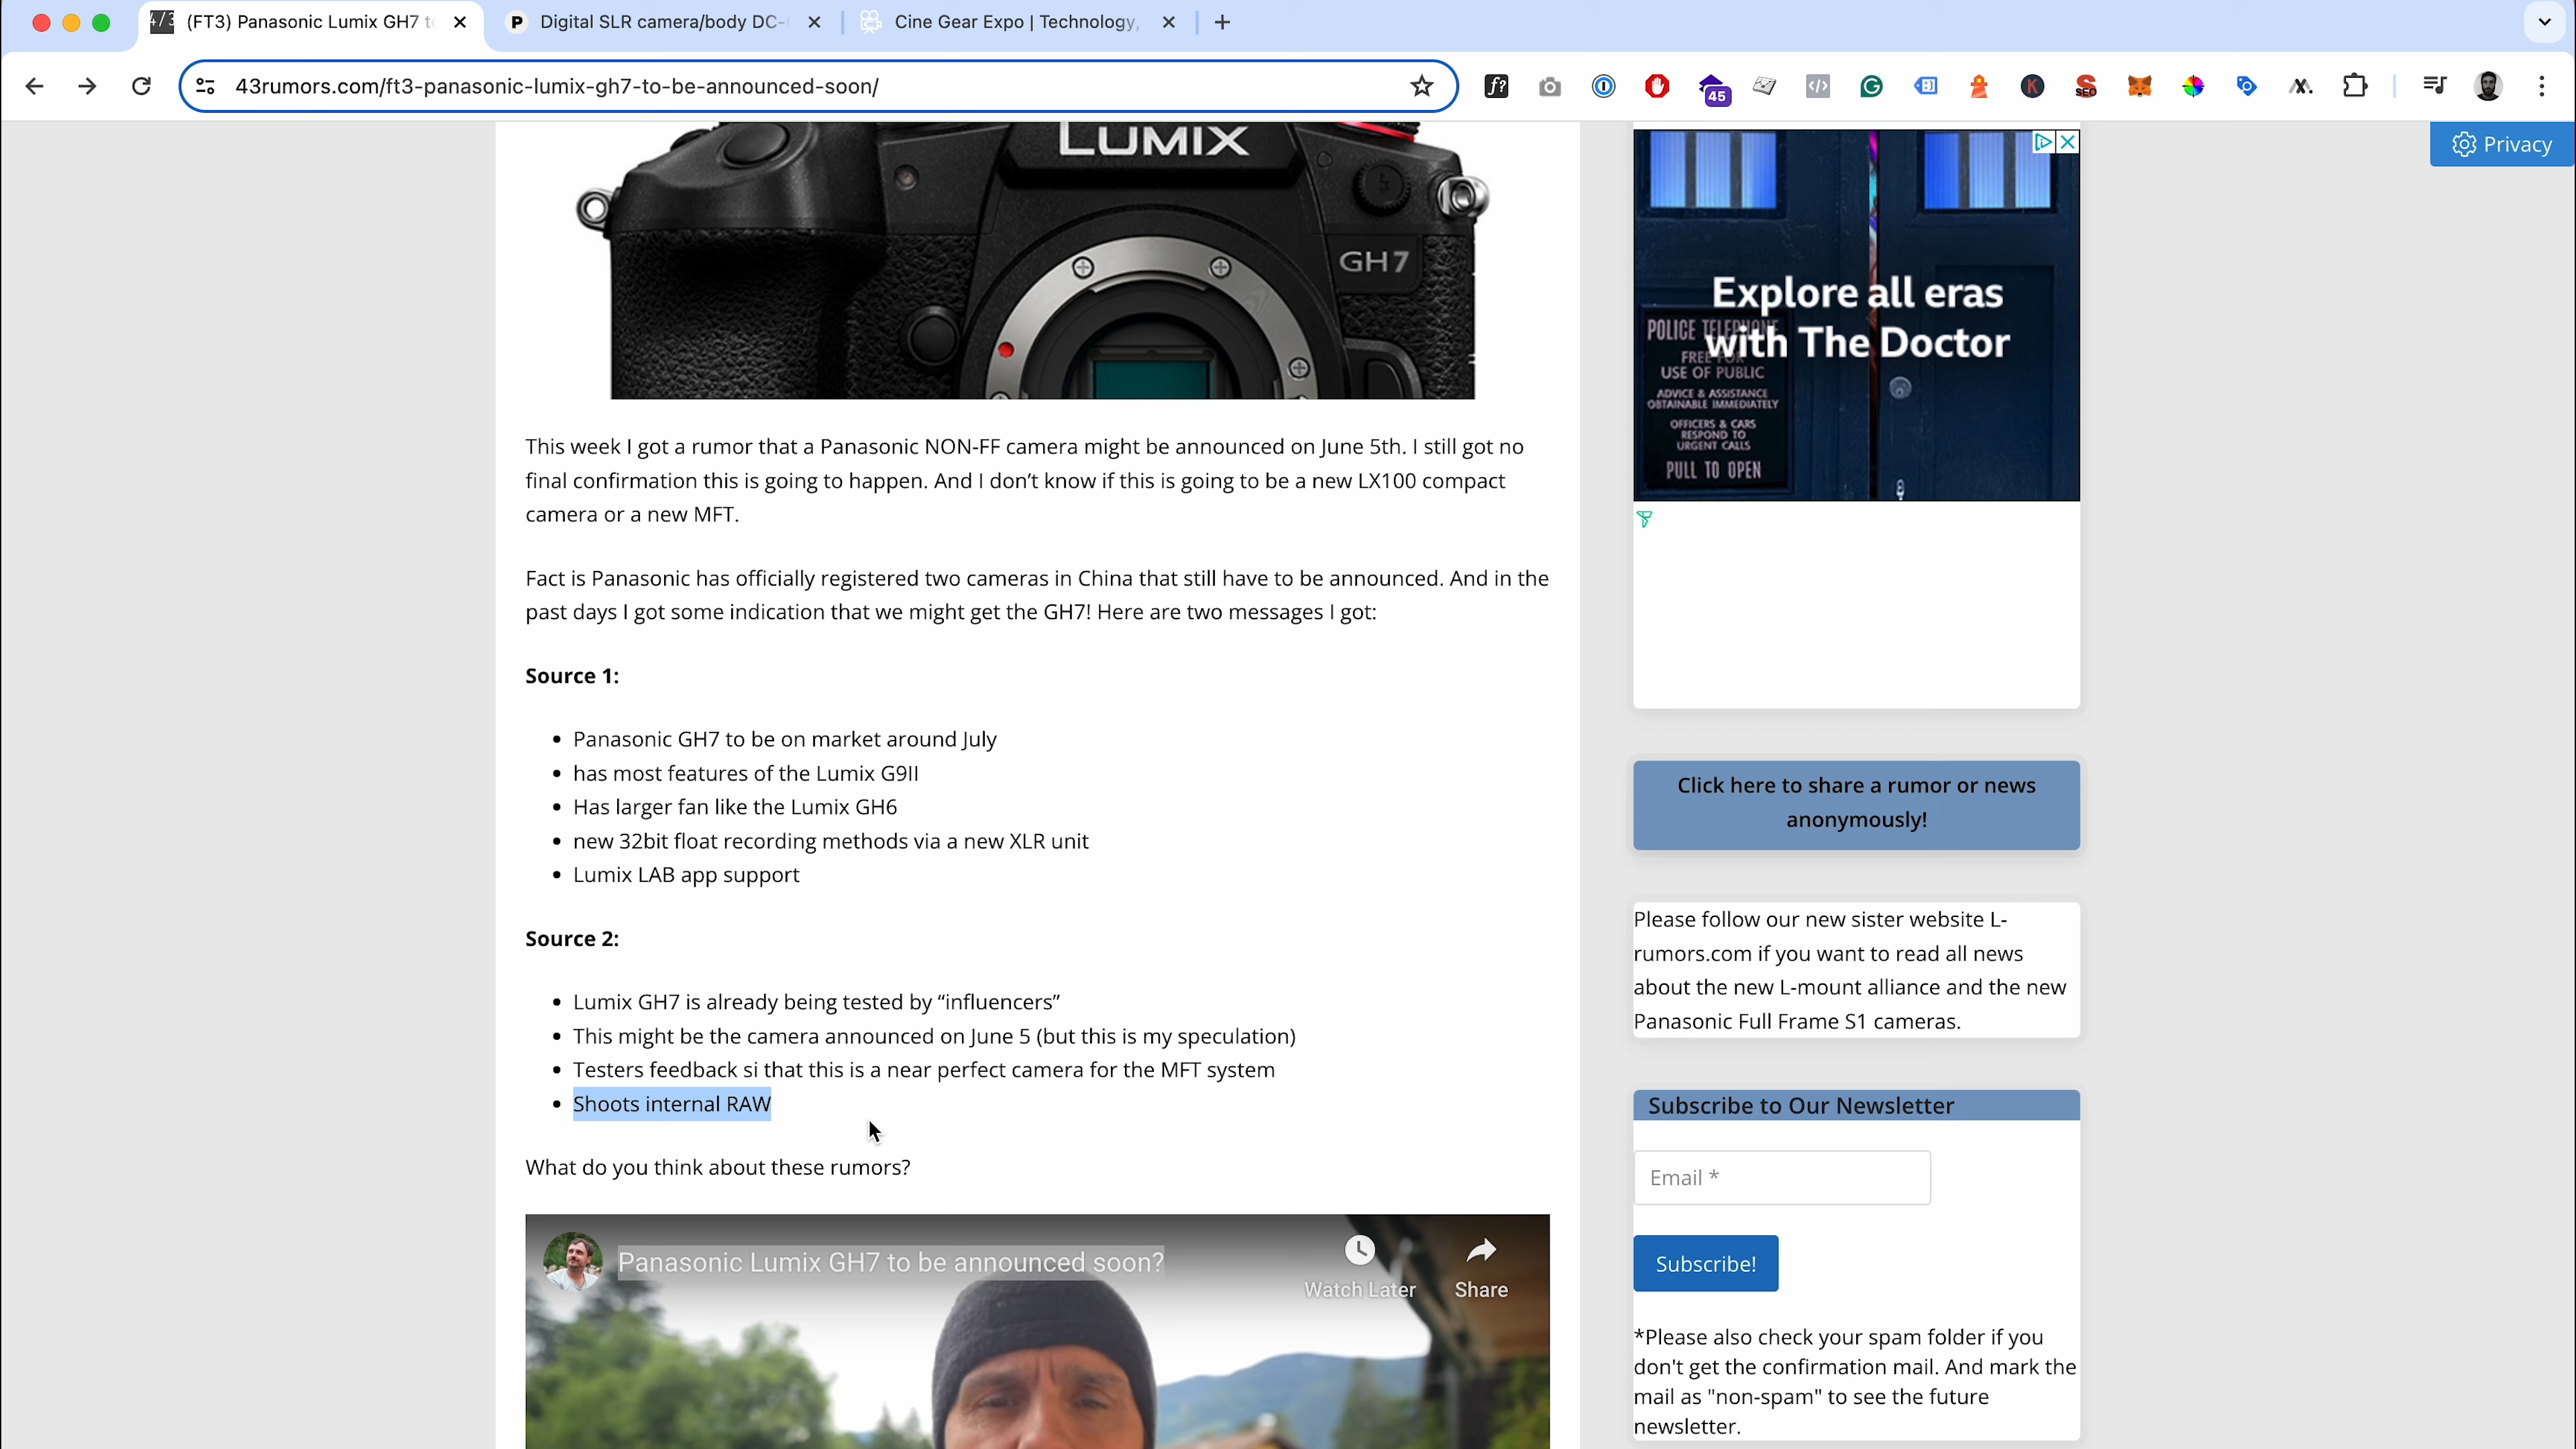 (FT3) Panasonic Lumix GH7 to
Digital SLR camera/body DC-
Cine Gear Expo | Technology,
43rumors.com/ft3-panasonic-lumix-gh7-to-be-announced-soon/
45
Privacy
LUMIX
GH7
Explore all eras
with The Doctor
POLICE TELEPHONE
FREE FOR
USE OF PUBLIC
ADVICE & ASSISTANCE
OBTAINABLE IMMEDIATELY
OFFICERS & CARS
RESPOND TO
URGENT CALLS
PULL TO OPEN
This week I got a rumor that a Panasonic NON-FF camera might be announced on June 5th. I still got no
final confirmation this is going to happen. And I don’t know if this is going to be a new LX100 compact
camera or a new MFT.
Fact is Panasonic has officially registered two cameras in China that still have to be announced. And in the
past days I got some indication that we might get the GH7! Here are two messages I got:
Source 1:
• Panasonic GH7 to be on market around July
• has most features of the Lumix G9II
• Has larger fan like the Lumix GH6
• new 32bit float recording methods via a new XLR unit
• Lumix LAB app support
Source 2:
• Lumix GH7 is already being tested by “influencers”
• This might be the camera announced on June 5 (but this is my speculation)
• Testers feedback si that this is a near perfect camera for the MFT system
• Shoots internal RAW
What do you think about these rumors?
Panasonic Lumix GH7 to be announced soon?
Watch Later
Share
Click here to share a rumor or news
anonymously!
Please follow our new sister website L-
rumors.com if you want to read all news
about the new L-mount alliance and the new
Panasonic Full Frame S1 cameras.
Subscribe to Our Newsletter
Email *
Subscribe!
*Please also check your spam folder if you
don't get the confirmation mail. And mark the
mail as "non-spam" to see the future
newsletter.